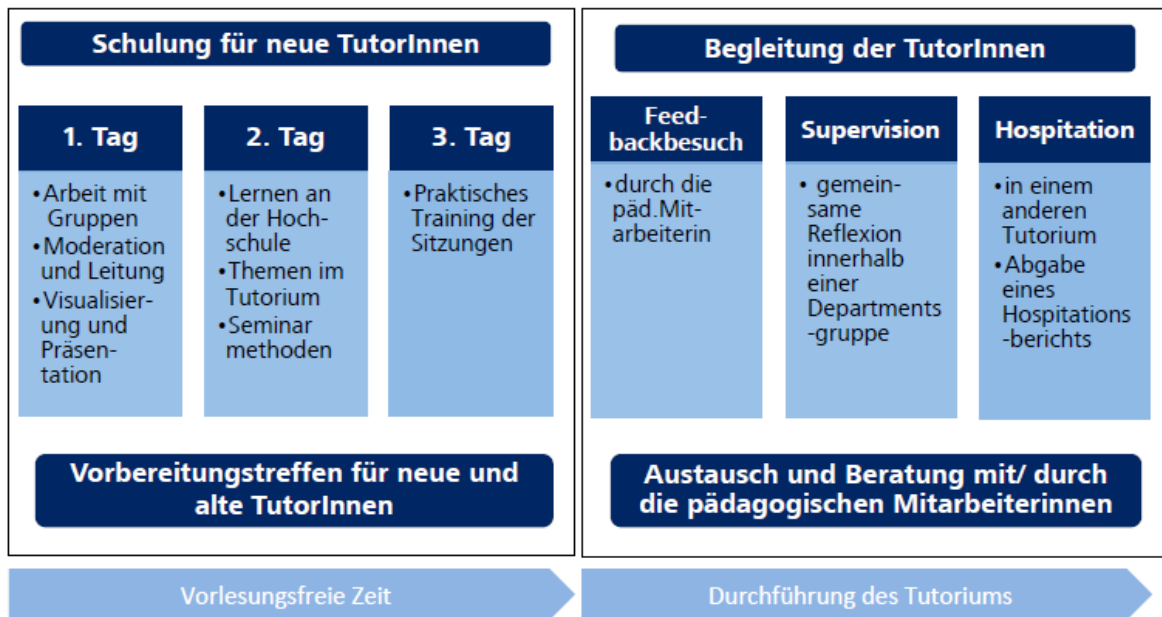 Schulung für neue TutorInnen
1. Tag
•Arbeit mit
Gruppen
•Moderation
und Leitung
•Visualisier-
ung und
Präsen-
tation
2. Tag
•Lernen an
der Hoch-
schule
•Themen im
Tutorium
•Seminar
methoden
3. Tag
•Praktisches
Training der
Sitzungen
Vorbereitungstreffen für neue und
alte TutorInnen
Vorlesungsfreie Zeit
Begleitung der TutorInnen
Feed-
backbesuch
•durch die
päd.Mit-
arbeiterin
Supervision
• gemein-
same
Reflexion
innerhalb
einer
Departments
-gruppe
Hospitation
•in einem
anderen
Tutorium
•Abgabe
eines
Hospitations
-berichts
Austausch und Beratung mit/ durch
die pädagogischen Mitarbeiterinnen
Durchführung des Tutoriums